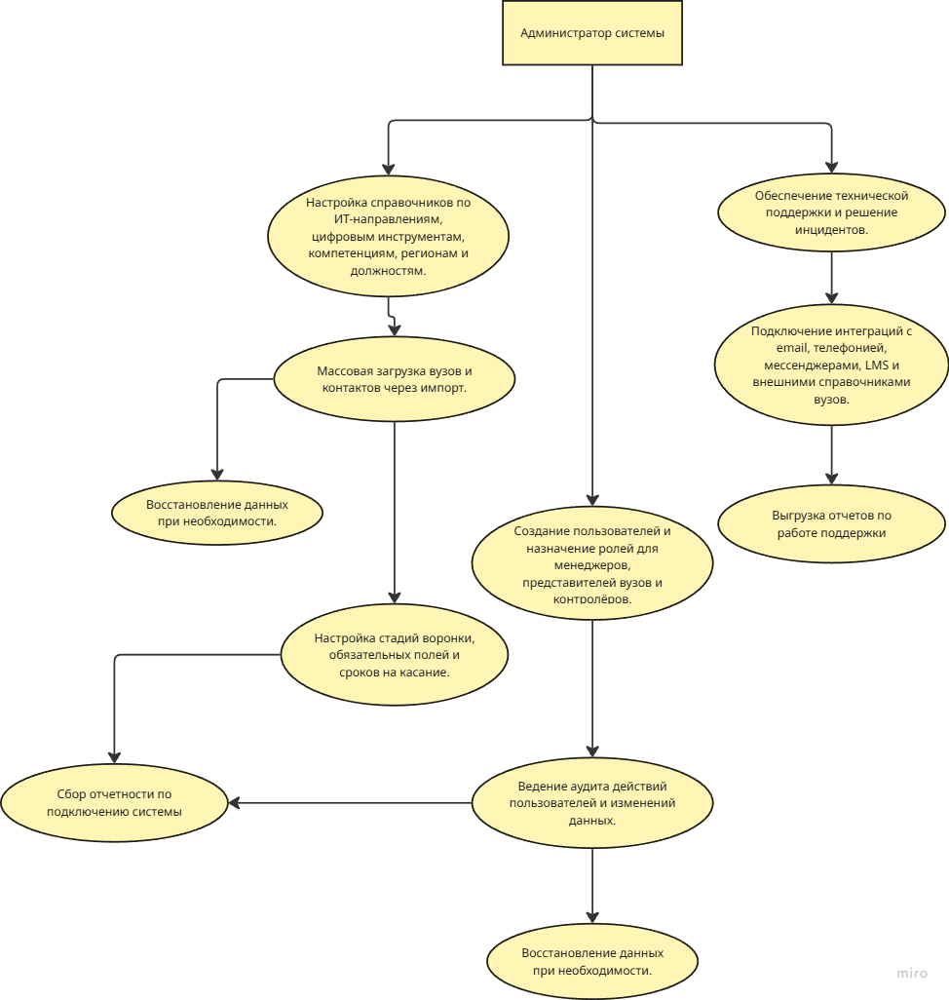 Администратор системы
Настройка справочников по
ИТ-направлениям,
цифровым инструментам,
компетенциям, регионам и
должностям.
Обеспечение технической
поддержки и решение
инцидентов.
Подключение интеграций с
email, телефонией,
мессенджерами, LMS и
внешними справочниками
вузов.
Массовая загрузка вузов и
контактов через импорт.
Восстановление данных
при необходимости.
Создание пользователей и
назначение ролей для
менеджеров,
представителей вузов и
контролёров.
Выгрузка отчетов по
работе поддержки
Настройка стадий воронки,
обязательных полей и
сроков на касание.
Сбор отчетности по
подключению системы
Ведение аудита действий
пользователей и изменений
данных.
Восстановление данных
при необходимости.
miro